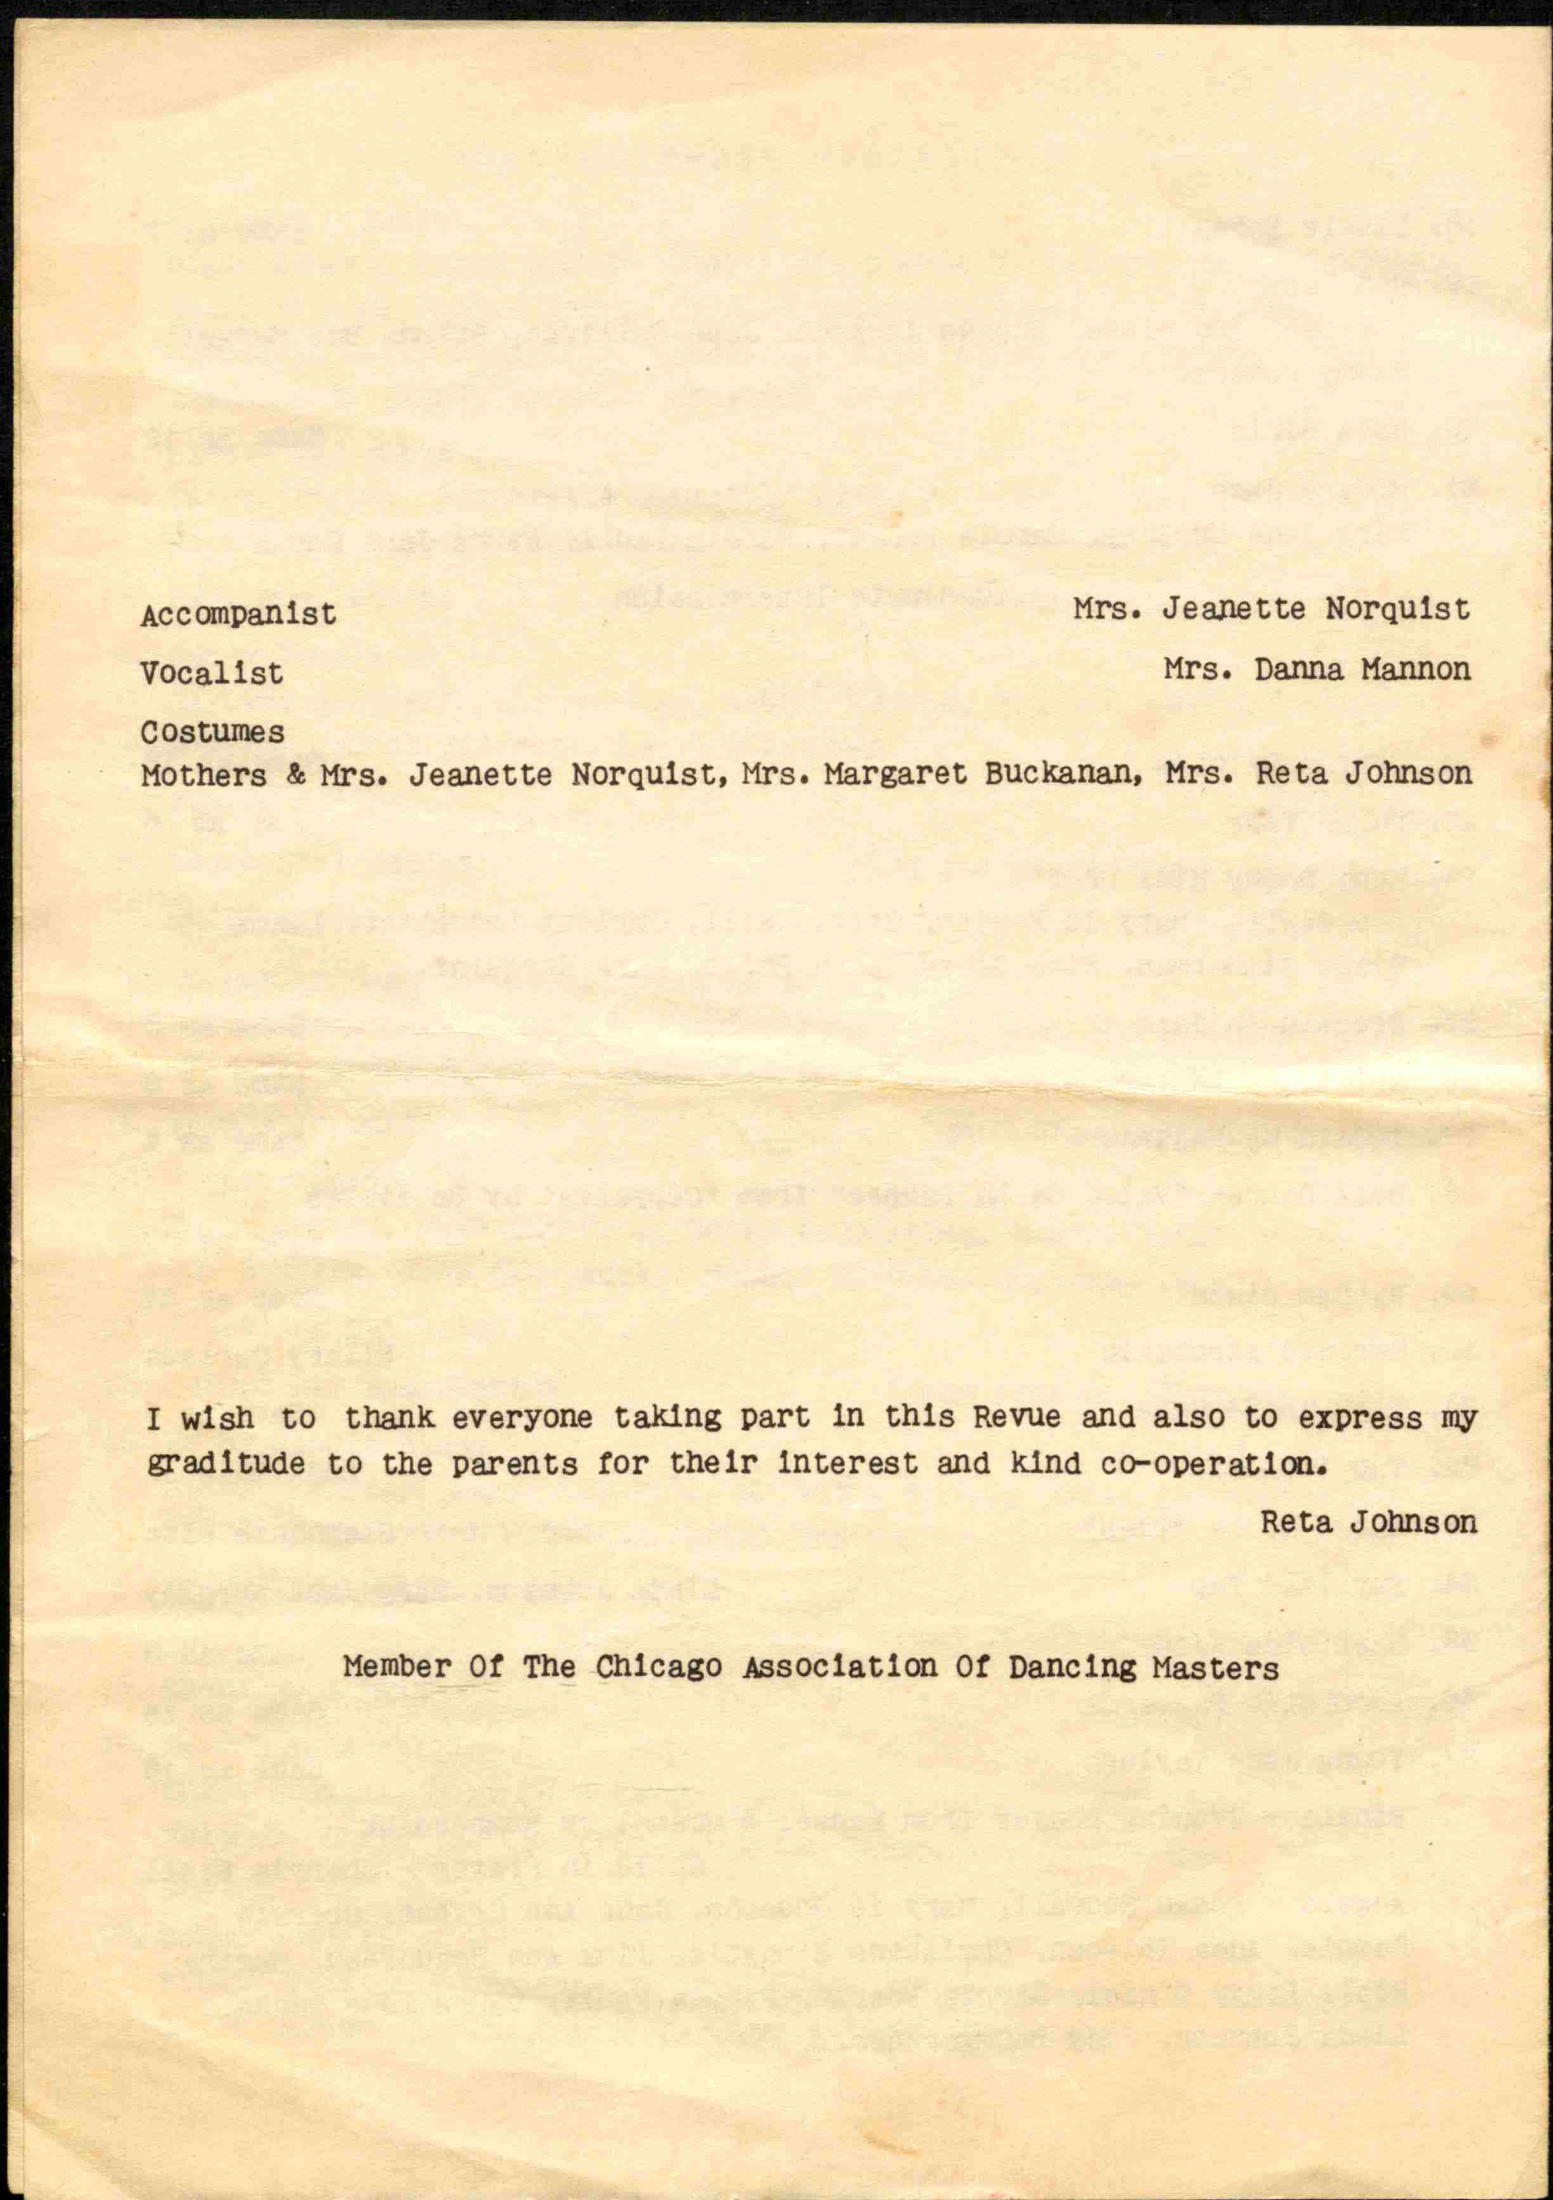 Accompanist Mrs. Jeanette Norquist
Vocalist Mrs. Danna Mannon
Costumes
Mothers & Mrs. Jeanette Norquist, Mrs. Margaret Buckanan, Mrs. Reta Johnson
I wish to thank everyone taking part in this Revue and also to express my
graditude to the parents for their interest and kind co-operation.
Reta Johnson
Member Of The Chicago Association Of Dancing Masters